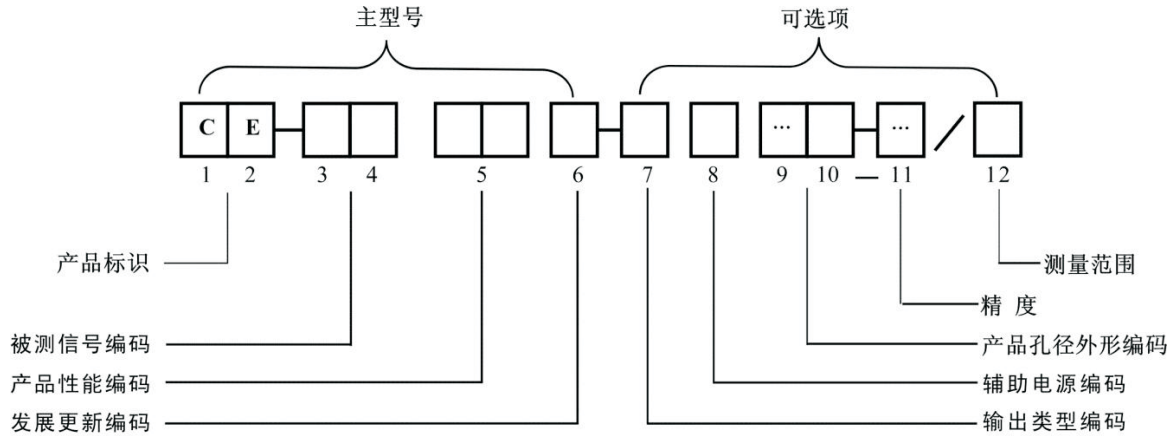 主型号 可选项
C E … …
1 2 3 4 5 6 7 8 9 10 — 11 12
产品标识 测量范围
精 度
被测信号编码 产品孔径外形编码
产品性能编码 辅助电源编码
发展更新编码 输出类型编码